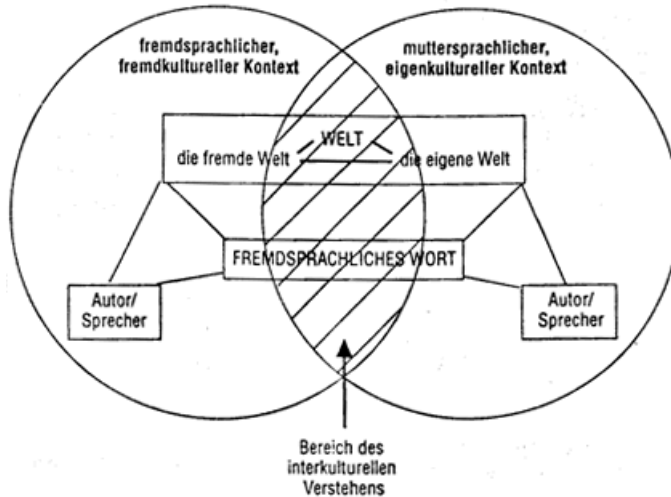 fremdsprachlicher,
fremdkultureller Kontext
muttersprachlicher,
eigenkultureller Kontext
WELT
die fremde Welt
die eigene Welt
FREMDSPRACHLICHES WORT
Autor/
Sprecher
Autor/
Sprecher
Bereich des
interkulturellen
Verstehens